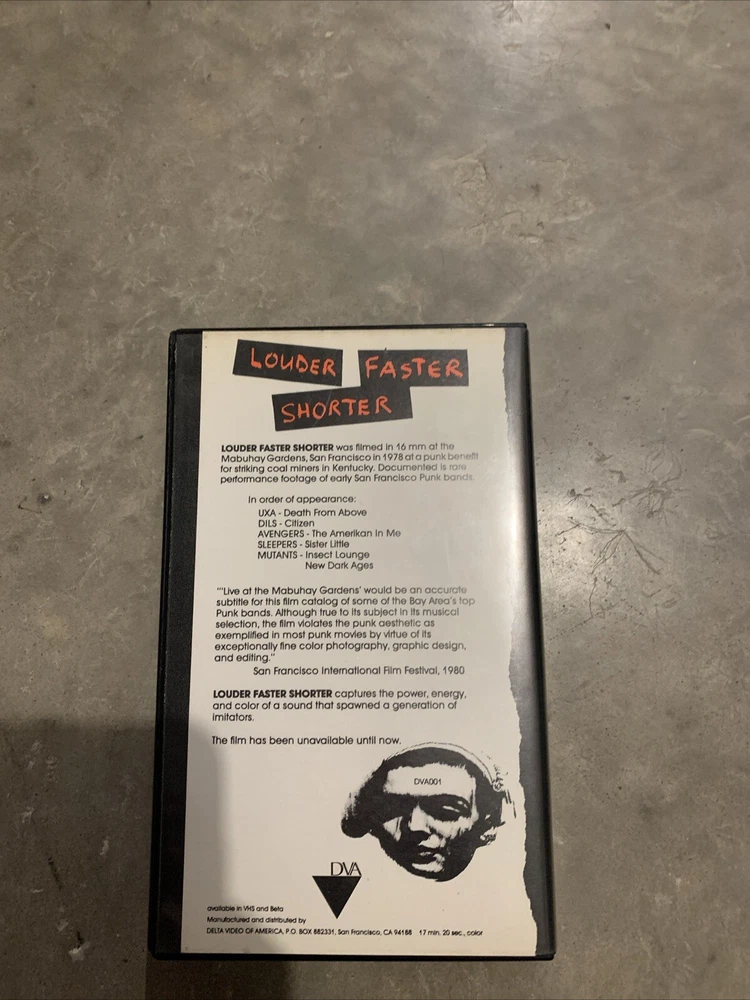 LOUDER FASTER
SHORTER
LOUDER FASTER SHORTER was filmed in 16 mm at the
Mabuhay Gardens, San Francisco in 1978 at a punk benefit
for striking coal miners in Kentucky. Documented is rare
performance footage of early San Francisco Punk bands.
In order of appearance:
UXA - Death From Above
DILS - Citizen
AVENGERS - The Amerikan In Me
SLEEPERS - Sister Little
MUTANTS - Insect Lounge
New Dark Ages
"'Live at the Mabuhay Gardens' would be an accurate
subtitle for this film catalog of some of the Bay Area's top
Punk bands. Although true to its subject in its musical
selection, the film violates the punk aesthetic as
exemplified in most punk movies by virtue of its
exceptionally fine color photography, graphic design,
and editing."
San Francisco International Film Festival, 1980
LOUDER FASTER SHORTER captures the power, energy,
and color of a sound that spawned a generation of
imitators.
The film has been unavailable until now.
DVA001
DVA
available in VHS and Beta
Manufactured and distributed by
DELTA VIDEO OF AMERICA, P.O. BOX 882331, San Francisco, CA 94188 17 min. 20 sec., color